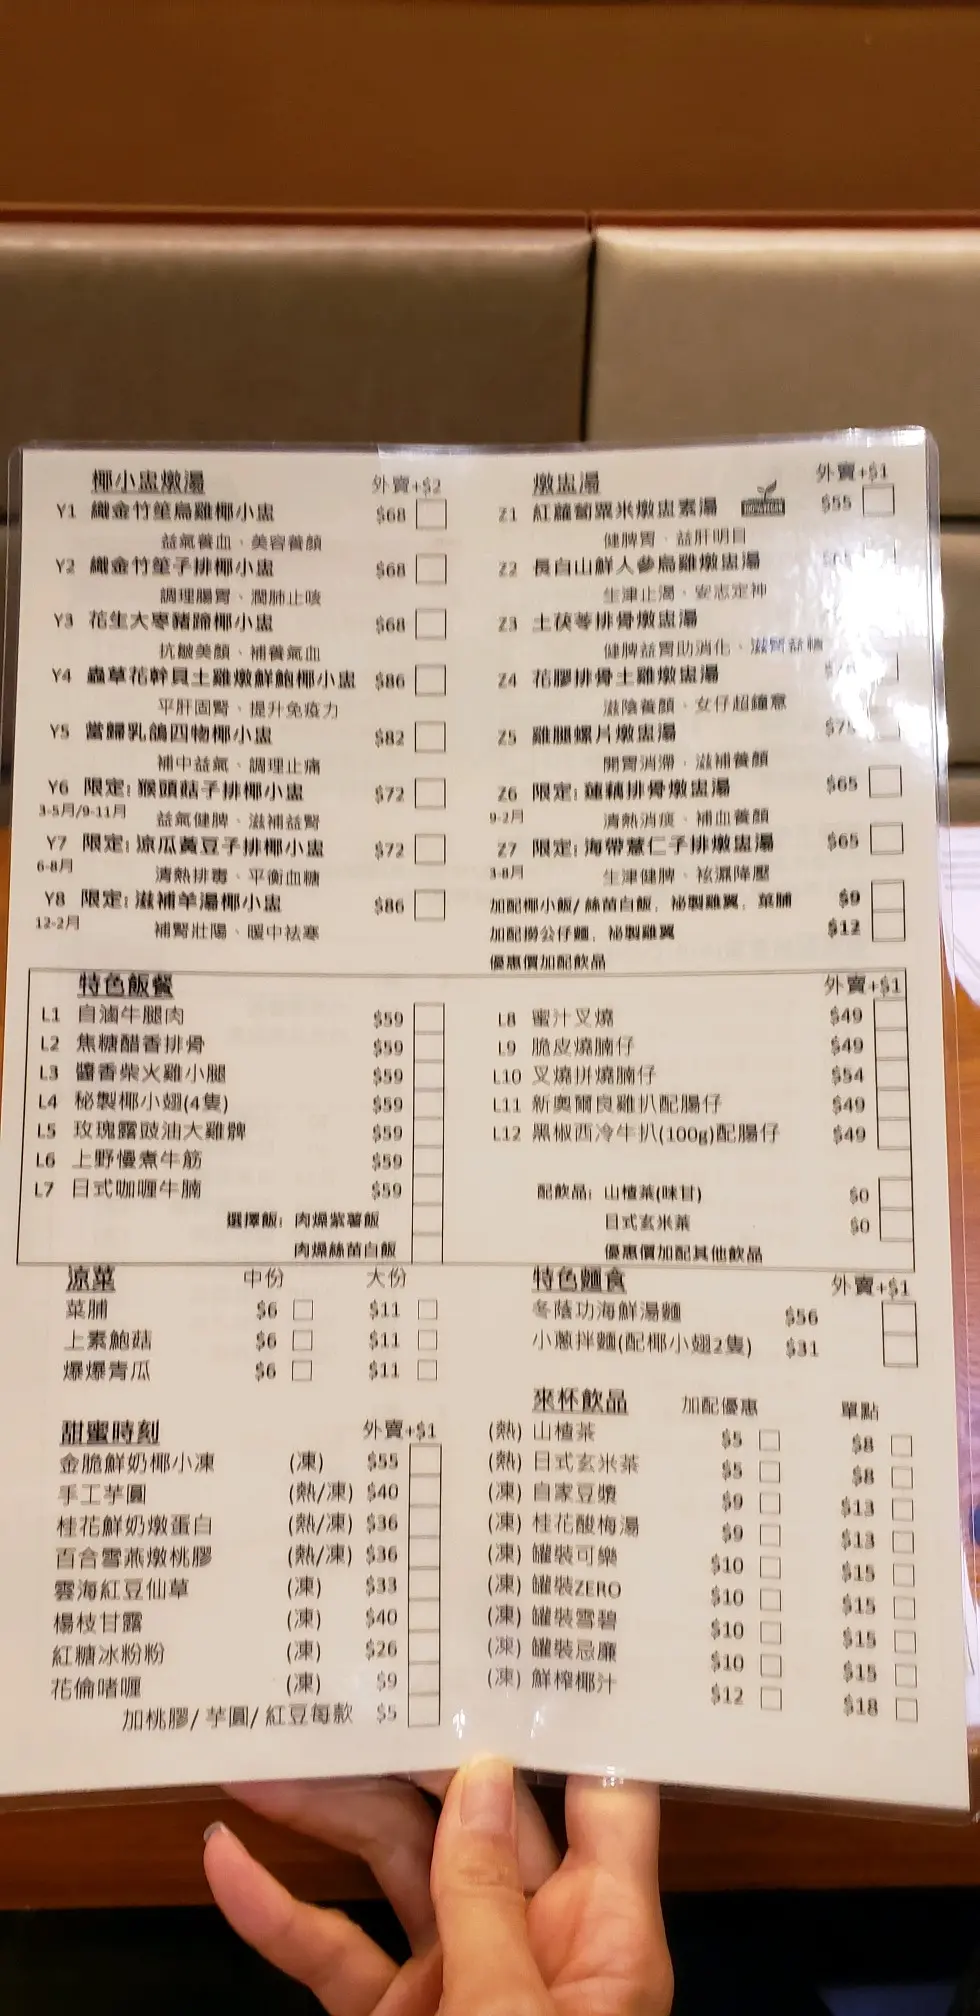 椰小盅燉湯 外賣+$2
Y1 織金竹笙烏雞椰小盅 $68
益氣養血、美容養顏
Y2 織金竹笙子排椰小盅 $68
調理腸胃、潤肺止咳
Y3 花生大棗豬蹄椰小盅 $68
抗皺美顏、補養氣血
Y4 蟲草花幹貝土雞燉鮮鮑椰小盅 $86
平肝固腎、提升免疫力
Y5 當歸乳鴿四物椰小盅 $82
補中益氣、調理止痛
Y6 限定: 猴頭菇子排椰小盅 $72
3-5月/9-11月 益氣健脾、滋補益腎
Y7 限定: 涼瓜黃豆子排椰小盅 $72
6-8月 清熱排毒、平衡血糖
Y8 限定: 滋補羊湯椰小盅 $86
12-2月 補腎壯陽、暖中祛寒
燉盅湯 外賣+$1
Z1 紅蘿蔔粟米燉盅素湯 $55
健脾胃、益肝明目
Z2 長白山鮮人參烏雞燉盅湯
生津止渴、安志定神
Z3 土茯苓排骨燉盅湯
健脾益胃助消化、滋腎益精
Z4 花膠排骨土雞燉盅湯
滋陰養顏、女仔超鐘意
Z5 雞腿螺片燉盅湯 $75
開胃消滯、滋補養顏
Z6 限定: 蓮藕排骨燉盅湯 $65
9-2月 清熱消痰、補血養顏
Z7 限定: 海帶薏仁子排燉盅湯 $65
3-8月 生津健脾、袪濕降壓
加配椰小飯/ 絲苗白飯，祕製雞翼，菜脯 $9
加配撈公仔麵，祕製雞翼 $12
優惠價加配飲品
特色飯餐 外賣+$1
L1 自滷牛腿肉 $59
L2 焦糖醋香排骨 $59
L3 醬香柴火雞小腿 $59
L4 秘製椰小翅(4隻) $59
L5 玫瑰露豉油大雞髀 $59
L6 上野慢煮牛筋 $59
L7 日式咖喱牛腩 $59
選擇飯: 肉燥紫薯飯
肉燥絲苗白飯
L8 蜜汁叉燒 $49
L9 脆皮燒腩仔 $49
L10 叉燒拼燒腩仔 $54
L11 新奧爾良雞扒配腸仔 $49
L12 黑椒西冷牛扒(100g)配腸仔 $49
配飲品: 山楂茶(味甘) $0
日式玄米茶 $0
優惠價加配其他飲品
涼菜 中份 大份
菜脯 $6 $11
上素鮑菇 $6 $11
爆爆青瓜 $6 $11
特色麵食 外賣+$1
冬蔭功海鮮湯麵 $56
小蔥拌麵(配椰小翅2隻) $31
甜蜜時刻 外賣+$1
金脆鮮奶椰小凍 (凍) $55
手工芋圓 (熱/凍) $40
桂花鮮奶燉蛋白 (熱/凍) $36
百合雪燕燉桃膠 (熱/凍) $36
雲海紅豆仙草 (凍) $33
楊枝甘露 (凍) $40
紅糖冰粉粉 (凍) $26
花倫啫喱 (凍) $9
加桃膠/ 芋圓/ 紅豆每款 $5
來杯飲品 加配優惠 單點
(熱) 山楂茶 $5 $8
(熱) 日式玄米茶 $5 $8
(凍) 自家豆漿 $9 $13
(凍) 桂花酸梅湯 $9 $13
(凍) 罐裝可樂 $10 $15
(凍) 罐裝ZERO $10 $15
(凍) 罐裝雪碧 $10 $15
(凍) 罐裝忌廉 $10 $15
(凍) 鮮榨椰汁 $12 $18